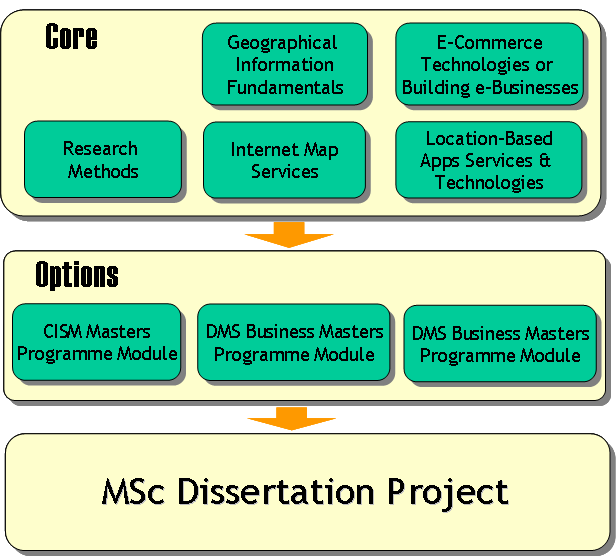 Core
Geographical
Information
Fundamentals
E-Commerce
Technologies or
Building e-Businesses
Research
Methods
Internet Map
Services
Location-Based
Apps Services &
Technologies
Options
CISM Masters
Programme Module
DMS Business Masters
Programme Module
DMS Business Masters
Programme Module
MSc Dissertation Project